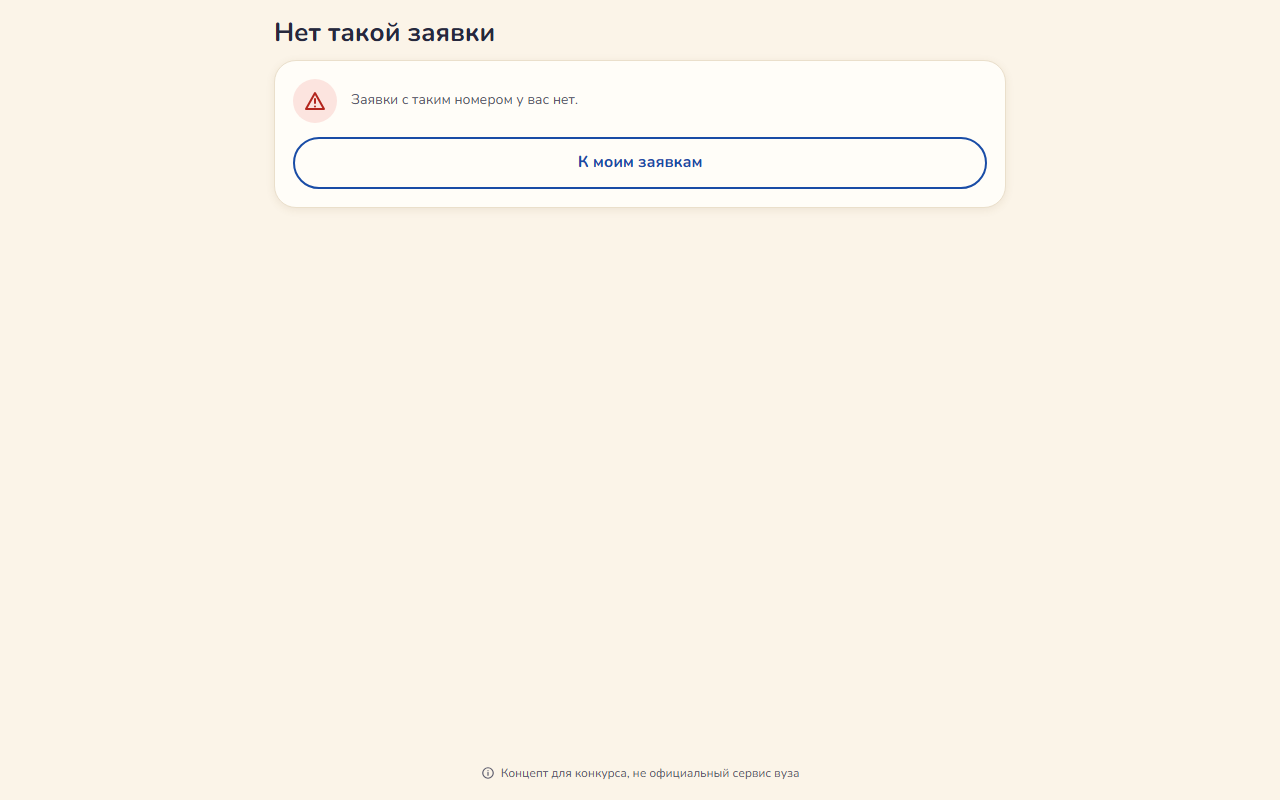 Нет такой заявки
Заявки с таким номером у вас нет.
К моим заявкам
Концепт для конкурса, не официальный сервис вуза